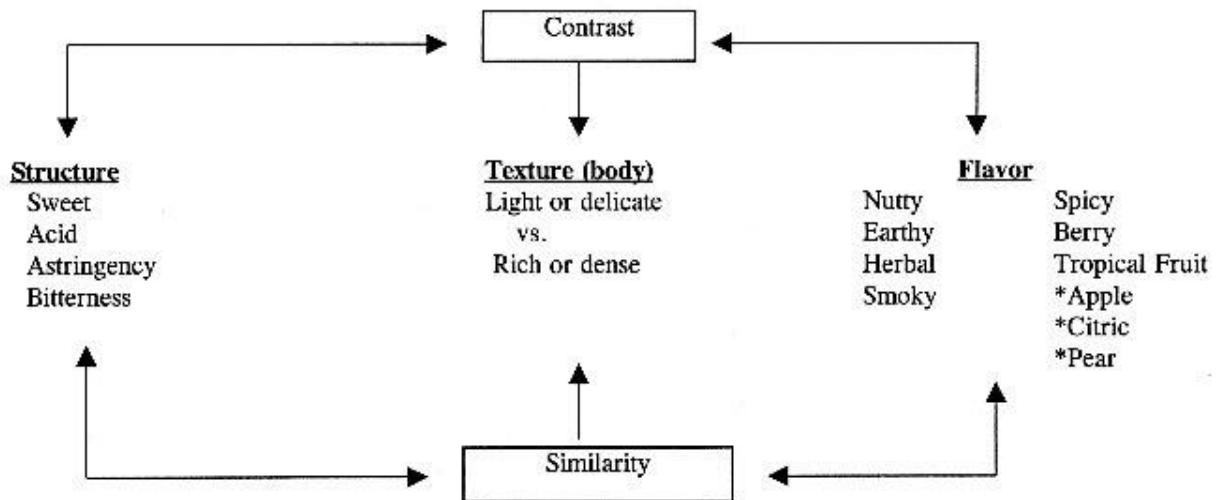 Contrast
Structure
Sweet
Acid
Astringency
Bitterness
Texture (body)
Light or delicate
vs.
Rich or dense
Flavor
Nutty
Earthy
Herbal
Smoky
Spicy
Berry
Tropical Fruit
*Apple
*Citric
*Pear
Similarity